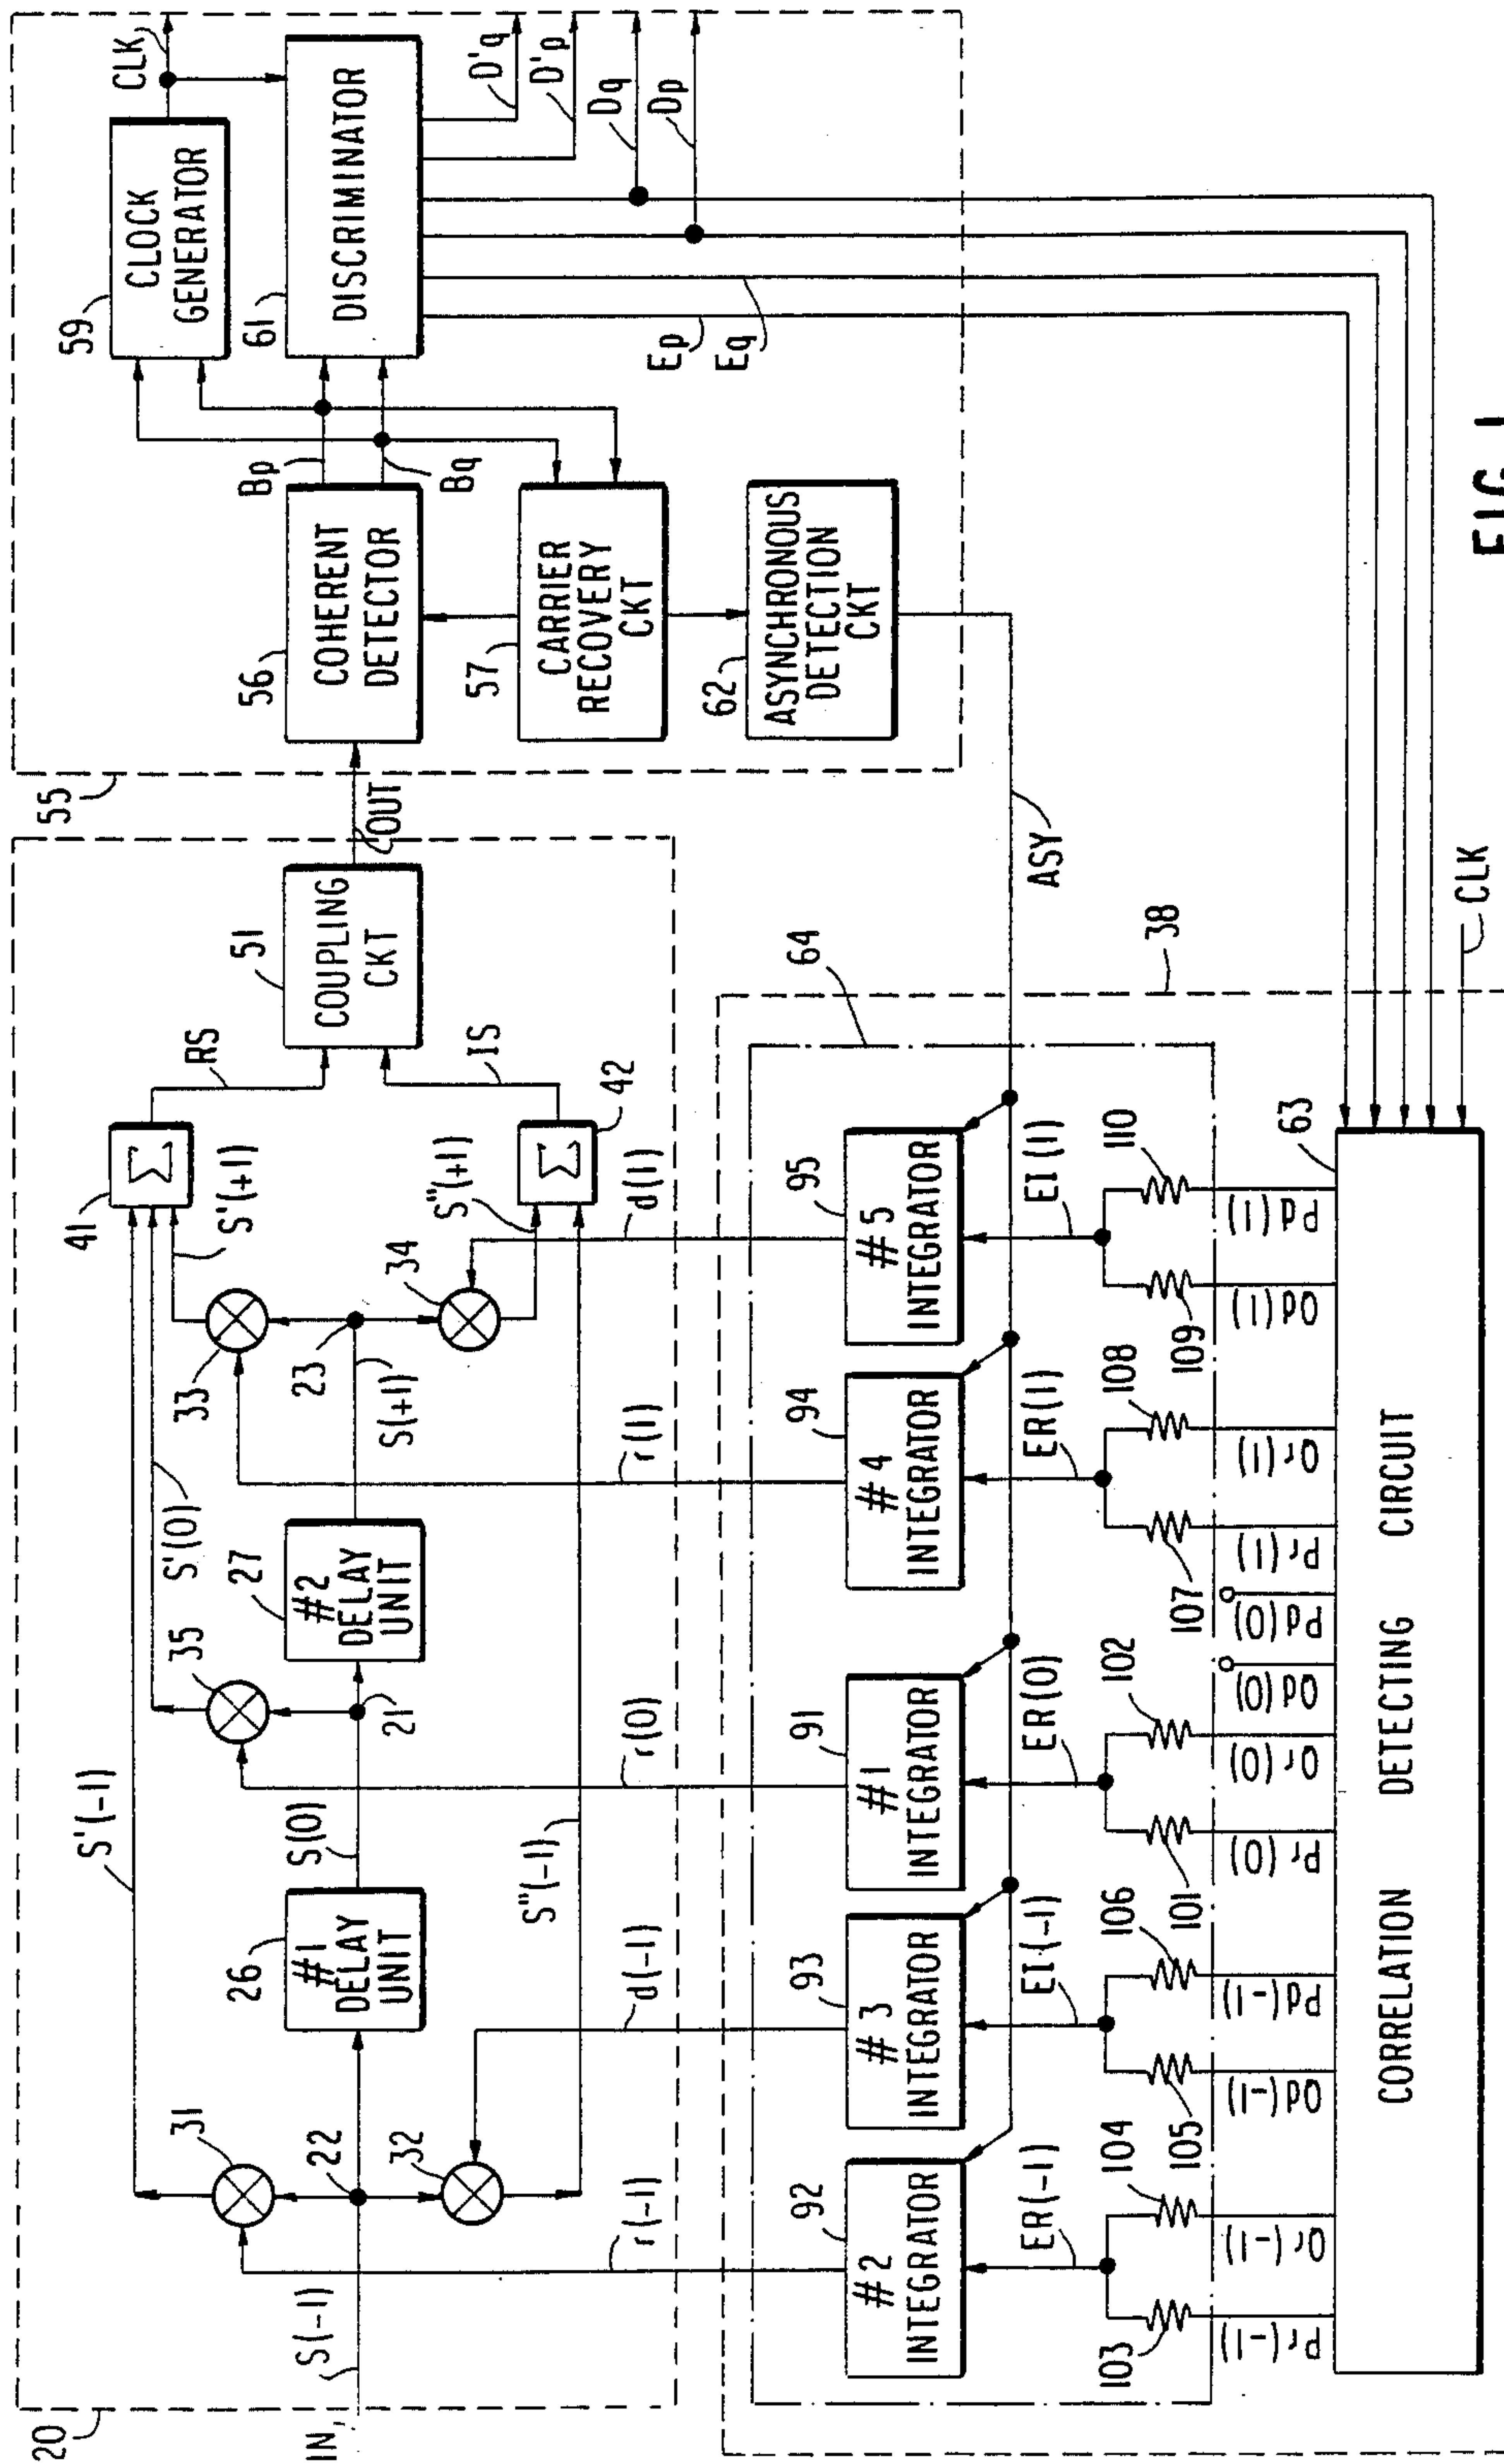 20
IN,
S(-1)
22
31
32
S'(-1)
r(-1)
26
#1
DELAY
UNIT
S(0)
S"(-1)
d(-1)
r(0)
21
35
S'(0)
27
#2
DELAY
UNIT
S(+1)
23
33
34
r(1)
d(1)
S'(+1)
S"(+1)
41
Σ
42
Σ
RS
IS
51
COUPLING
CKT
OUT
55
56
COHERENT
DETECTOR
57
CARRIER
RECOVERY
CKT
62
ASYNCHRONOUS
DETECTION
CKT
Bp
Bq
59
CLOCK
GENERATOR
61
DISCRIMINATOR
CLK
D'q
D'p
Dq
Dp
Ep
Eq
ASY
64
38
92
#2
INTEGRATOR
93
#3
INTEGRATOR
91
#1
INTEGRATOR
94
#4
INTEGRATOR
95
#5
INTEGRATOR
ER(-1)
EI(-1)
ER(0)
ER(1)
EI(1)
103
104
105
106
101
102
107
108
109
110
Pr(-1)
Qr(-1)
Qd(-1)
Pd(-1)
Pr(0)
Qr(0)
Qd(0)
Pd(0)
Pr(1)
Qr(1)
Qd(1)
Pd(1)
63
CORRELATION DETECTING CIRCUIT
CLK
FIG. 1